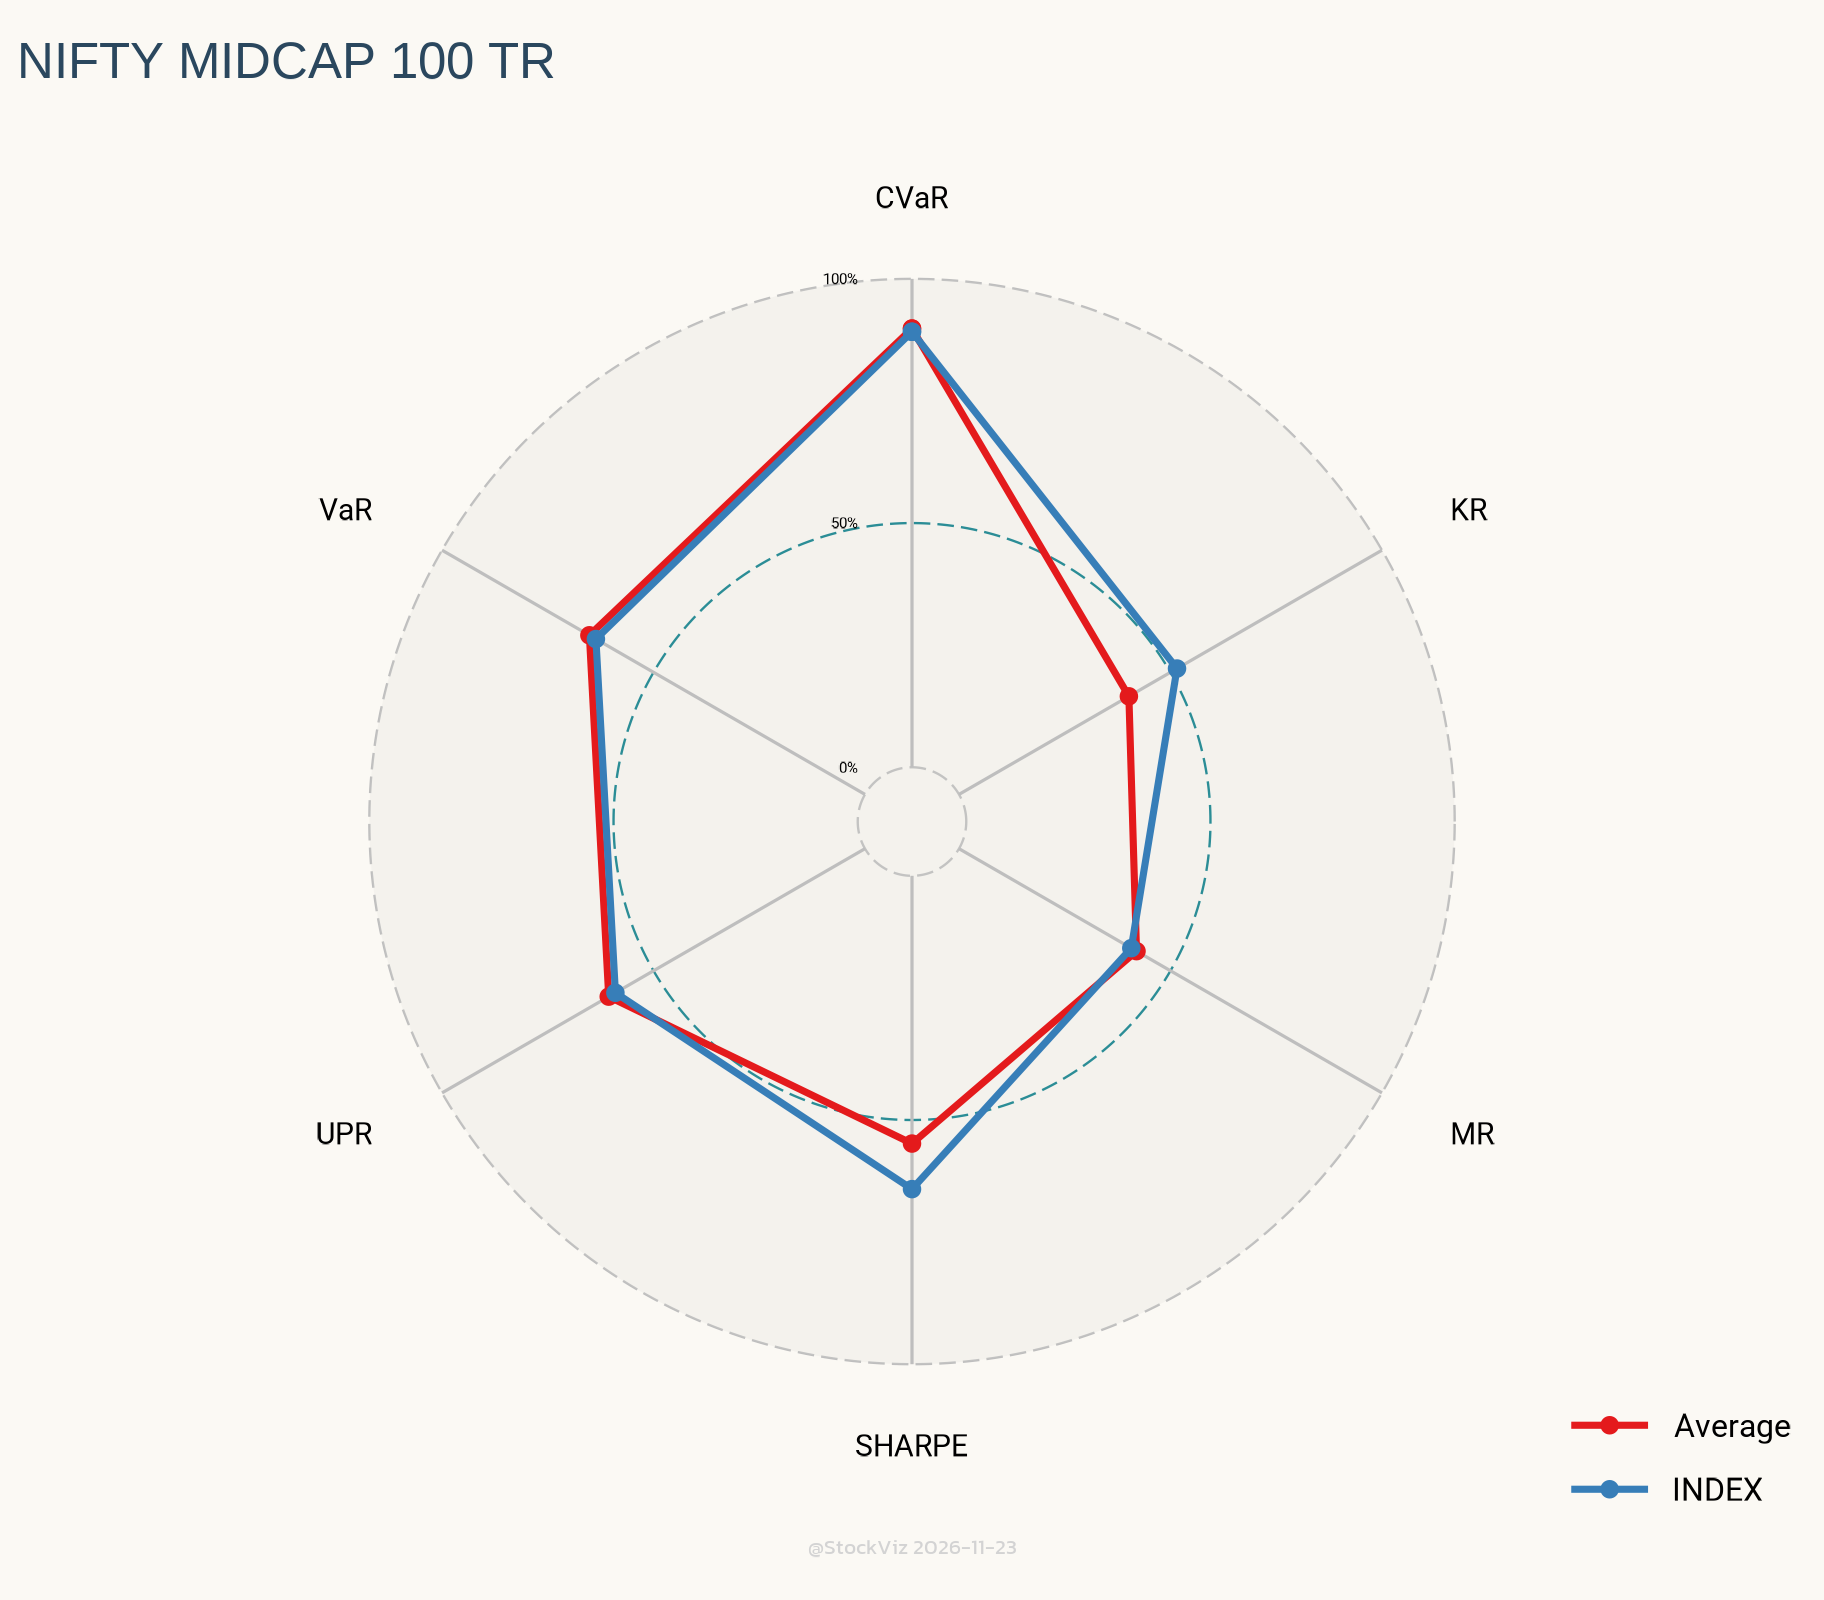 NIFTY MIDCAP 100 TR
CVaR
100%
VaR
KR
50%
0%
UPR
MR
SHARPE
Average
INDEX
@StockViz 2026-11-23